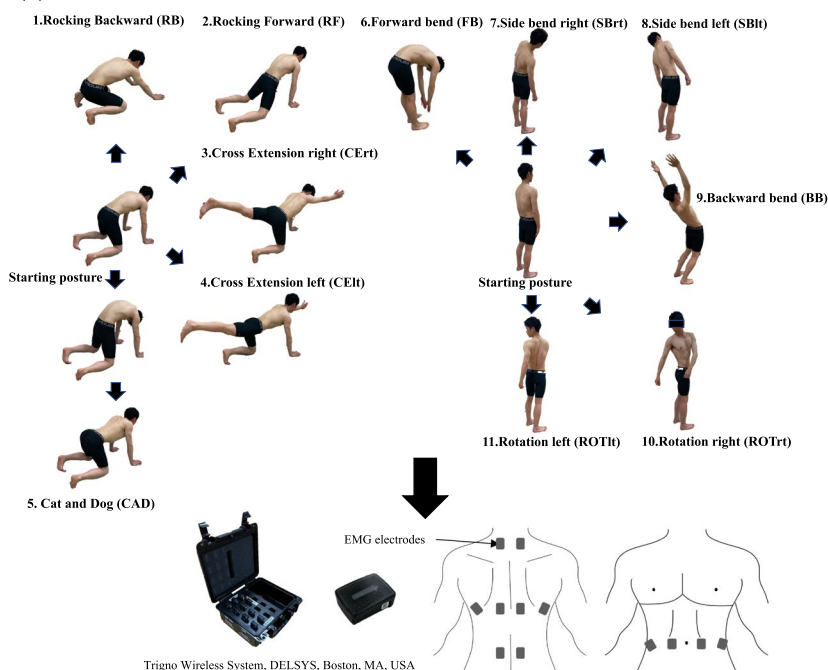 1.Rocking Backward (RB)
2.Rocking Forward (RF)
6.Forward bend (FB)
7.Side bend right (SBrt)
8.Side bend left (SBlt)
3.Cross Extension right (CErt)
9.Backward bend (BB)
Starting posture
4.Cross Extension left (CElt)
Starting posture
11.Rotation left (ROTlt)
10.Rotation right (ROTrt)
5. Cat and Dog (CAD)
EMG electrodes
Trigno Wireless System, DELSYS, Boston, MA, USA